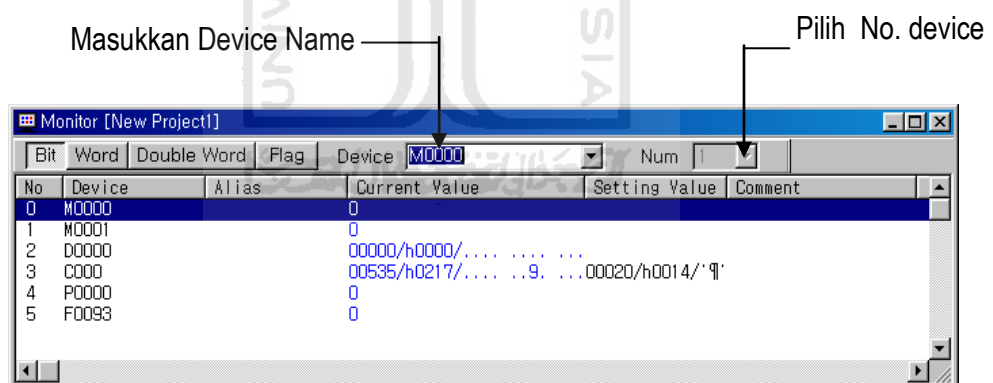 Masukkan Device Name
Pilih No. device
Monitor [New Project1]
Bit Word Double Word Flag Device M0000 Num 1
No Device Alias Current Value Setting Value Comment
0 M0000 0
1 M0001 0
2 D0000 00000/h0000/.... .... ...
3 C000 00535/h0217/.... ..9. ...00020/h0014/'¶'
4 P0000 0
5 F0093 0